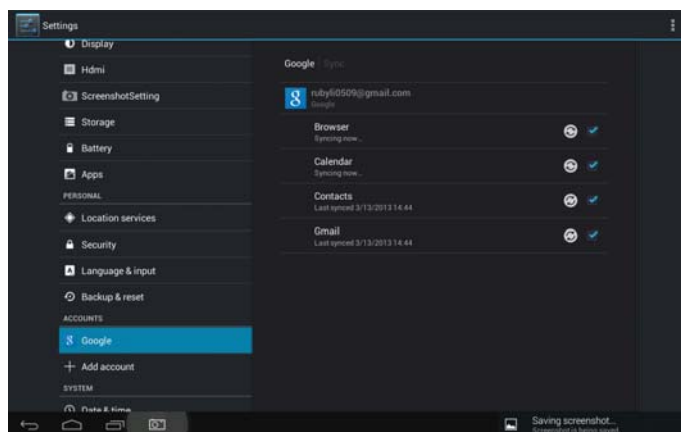 Settings
Display
Hdmi
ScreenshotSetting
Storage
Battery
Apps
PERSONAL
Location services
Security
Language & input
Backup & reset
ACCOUNTS
Google
Add account
SYSTEM
Date & time
Google Sync
rubyli0509@gmail.com
Google
Browser
Syncing now...
Calendar
Syncing now...
Contacts
Last synced 3/13/2013 14:44
Gmail
Last synced 3/13/2013 14:44
Saving screenshot...
Screenshot is being saved.